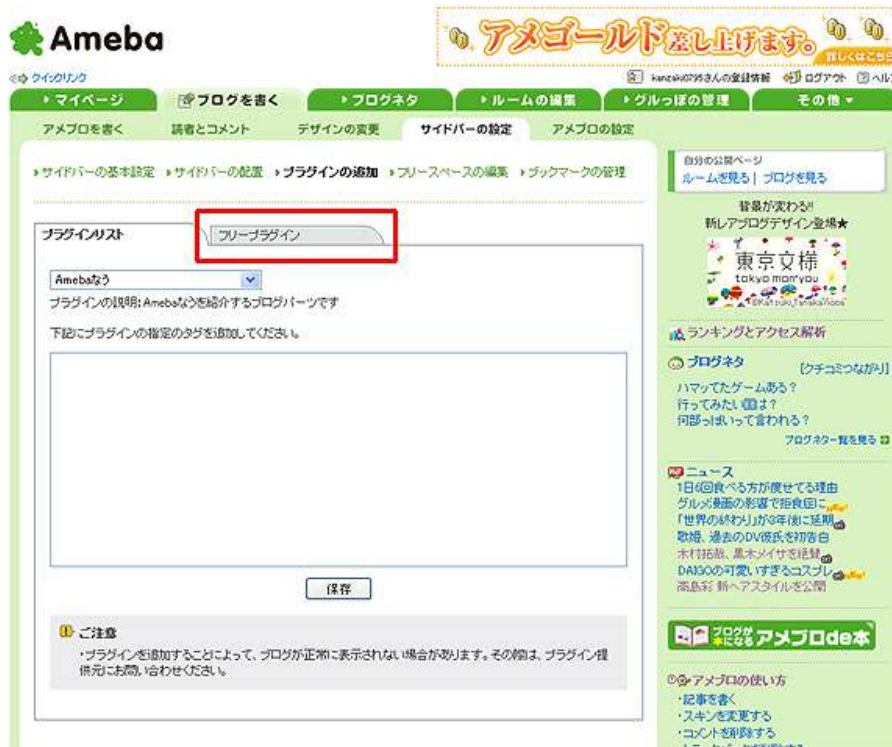 Ameba
アメゴールド差し上げます。
詳しくはこちら
クイックリンク
kanzaki0795さんの登録情報 ログアウト ヘル
マイページ ブログを書く ブログネタ ルームの編集 グルっぽの管理 その他▼
アメブロを書く 読者とコメント デザインの変更 サイドバーの設定 アメブロの設定
サイドバーの基本設定 サイドバーの配置 プラグインの追加 フリースペースの編集 ブックマークの管理
プラグインリスト フリープラグイン
Amebaなう
プラグインの説明:Amebaなうを紹介するブログパーツです
下記にプラグインの指定のタグを追加してください。
保存
ご注意
・プラグインを追加することによって、ブログが正常に表示されない場合があります。その際は、プラグイン提
供元にお問い合わせください。
自分の公開ページ
ルームを見る| ブログを見る
背景が変わる!!
新レアブログデザイン登場★
東京文様
tokyo mon'you
ランキングとアクセス解析
ブログネタ [クチコミつながり]
ハマッてたゲームある?
行ってみたい国は?
何部っぽいって言われる?
ブログネタ一覧を見る
ニュース
1日6回食べる方が痩せてる理由
グルメ漫画の影響で拒食症に
「世界の終わり」が3年後に延期
歌姫、過去のDV彼氏を初告白
木村拓哉、黒木メイサを絶賛
DAIGOの可愛いすぎるコスプレ
高島彩 新ヘアスタイルを公開
ブログが
本になる アメブロde本
アメブロの使い方
・記事を書く
・スキンを変更する
・コメントを削除する